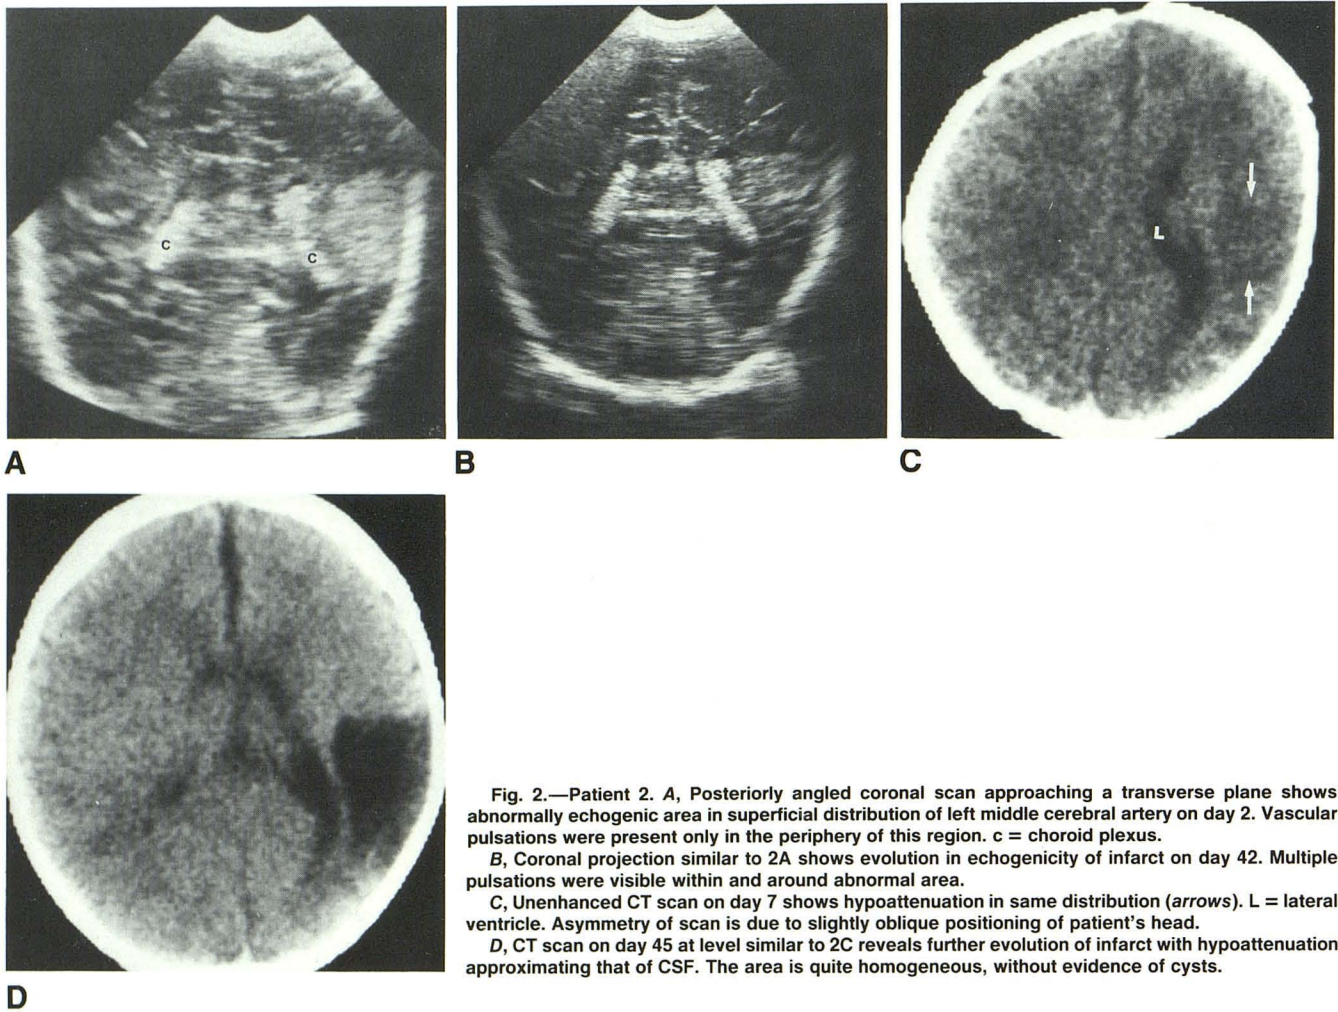 c
c
A
B
L
C
D
Fig. 2.—Patient 2. A, Posteriorly angled coronal scan approaching a transverse plane shows
abnormally echogenic area in superficial distribution of left middle cerebral artery on day 2. Vascular
pulsations were present only in the periphery of this region. c = choroid plexus.
B, Coronal projection similar to 2A shows evolution in echogenicity of infarct on day 42. Multiple
pulsations were visible within and around abnormal area.
C, Unenhanced CT scan on day 7 shows hypoattenuation in same distribution (arrows). L = lateral
ventricle. Asymmetry of scan is due to slightly oblique positioning of patient's head.
D, CT scan on day 45 at level similar to 2C reveals further evolution of infarct with hypoattenuation
approximating that of CSF. The area is quite homogeneous, without evidence of cysts.